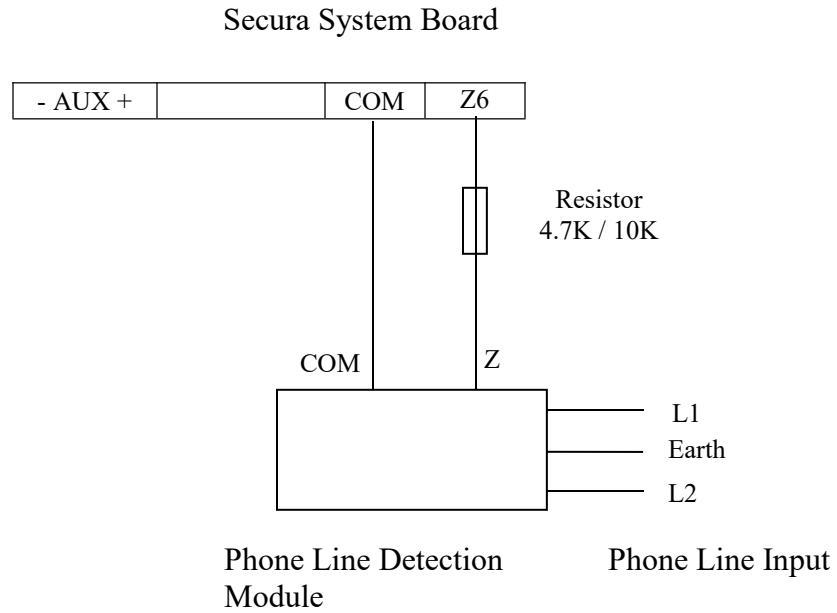 Secura System Board
- AUX +
COM
Z6
Resistor
4.7K / 10K
COM
Z
L1
Earth
L2
Phone Line Detection
Module
Phone Line Input